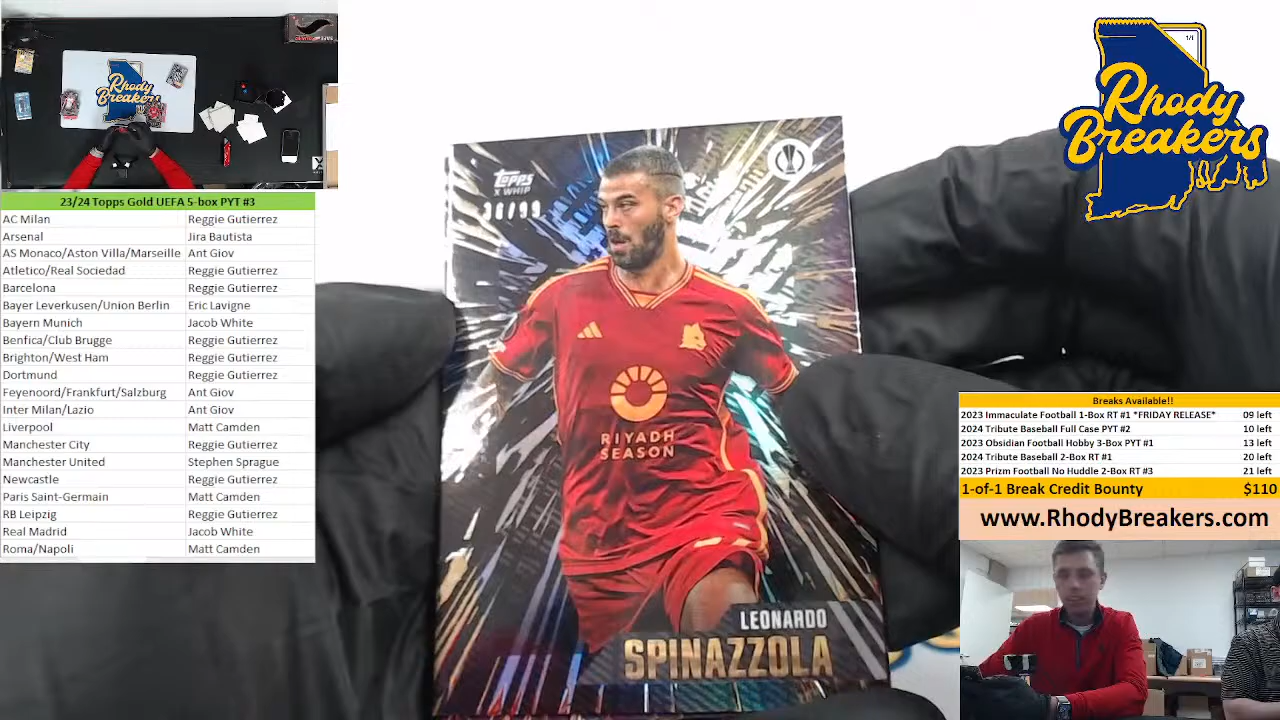 Rhody
Breakers
23/24 Topps Gold UEFA 5-box PYT #3
AC Milan Reggie Gutierrez
Arsenal Jira Bautista
AS Monaco/Aston Villa/Marseille Ant Giov
Atletico/Real Sociedad Reggie Gutierrez
Barcelona Reggie Gutierrez
Bayer Leverkusen/Union Berlin Eric Lavigne
Bayern Munich Jacob White
Benfica/Club Brugge Reggie Gutierrez
Brighton/West Ham Reggie Gutierrez
Dortmund Reggie Gutierrez
Feyenoord/Frankfurt/Salzburg Ant Giov
Inter Milan/Lazio Ant Giov
Liverpool Matt Camden
Manchester City Reggie Gutierrez
Manchester United Stephen Sprague
Newcastle Reggie Gutierrez
Paris Saint-Germain Matt Camden
RB Leipzig Reggie Gutierrez
Real Madrid Jacob White
Roma/Napoli Matt Camden
topps
X WHIP
RIYADH
SEASON
LEONARDO
SPINAZZOLA
1/1
Rhody
Breakers
Breaks Available!!
2023 Immaculate Football 1-Box RT #1 *FRIDAY RELEASE* 09 left
2024 Tribute Baseball Full Case PYT #2 10 left
2023 Obsidian Football Hobby 3-Box PYT #1 13 left
2024 Tribute Baseball 2-Box RT #1 20 left
2023 Prizm Football No Huddle 2-Box RT #3 21 left
1-of-1 Break Credit Bounty $110
www.RhodyBreakers.com